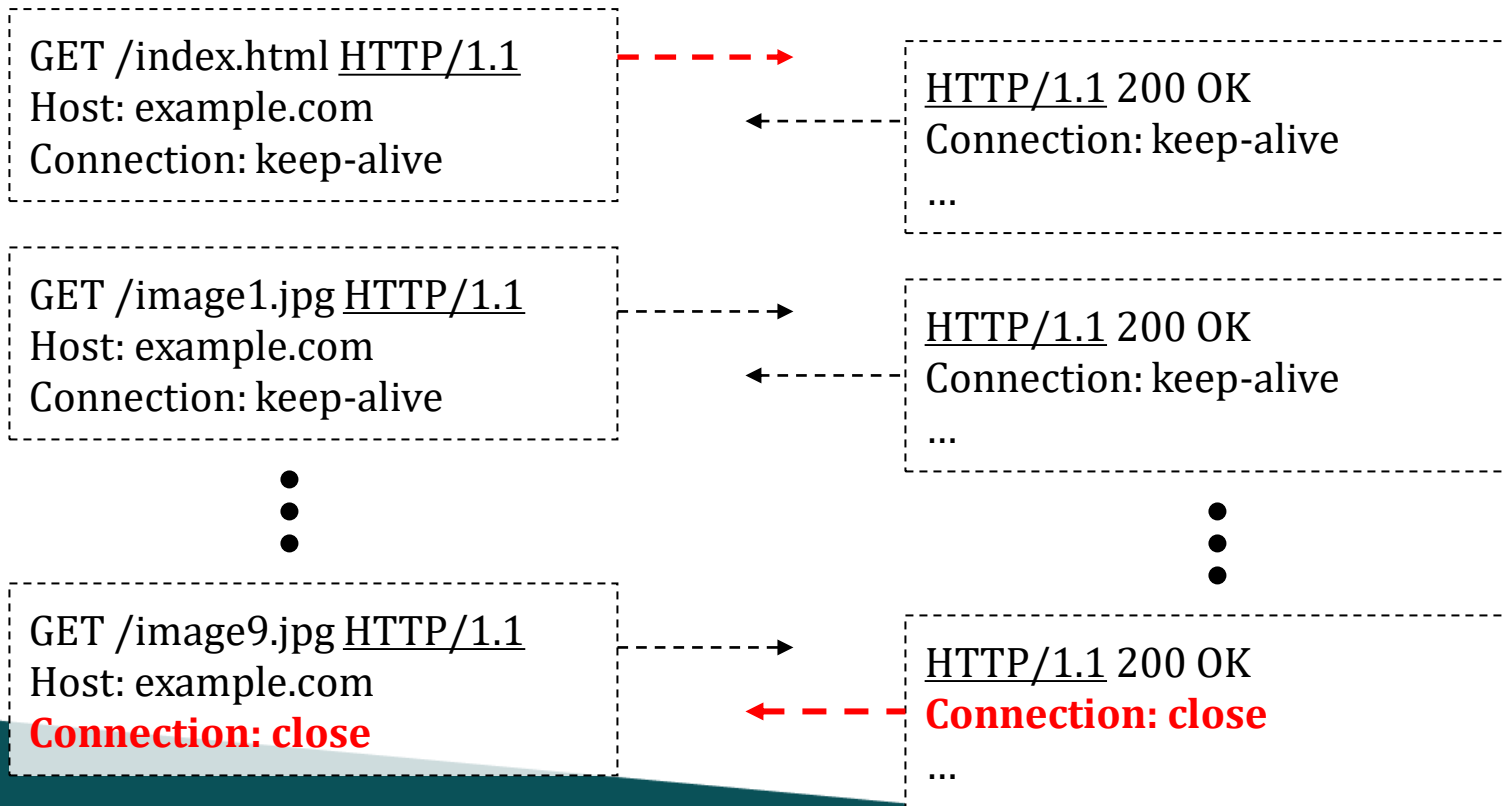 GET /index.html HTTP/1.1
Host: example.com
Connection: keep-alive
HTTP/1.1 200 OK
Connection: keep-alive
...
GET /image1.jpg HTTP/1.1
Host: example.com
Connection: keep-alive
HTTP/1.1 200 OK
Connection: keep-alive
...
GET /image9.jpg HTTP/1.1
Host: example.com
Connection: close
HTTP/1.1 200 OK
Connection: close
...